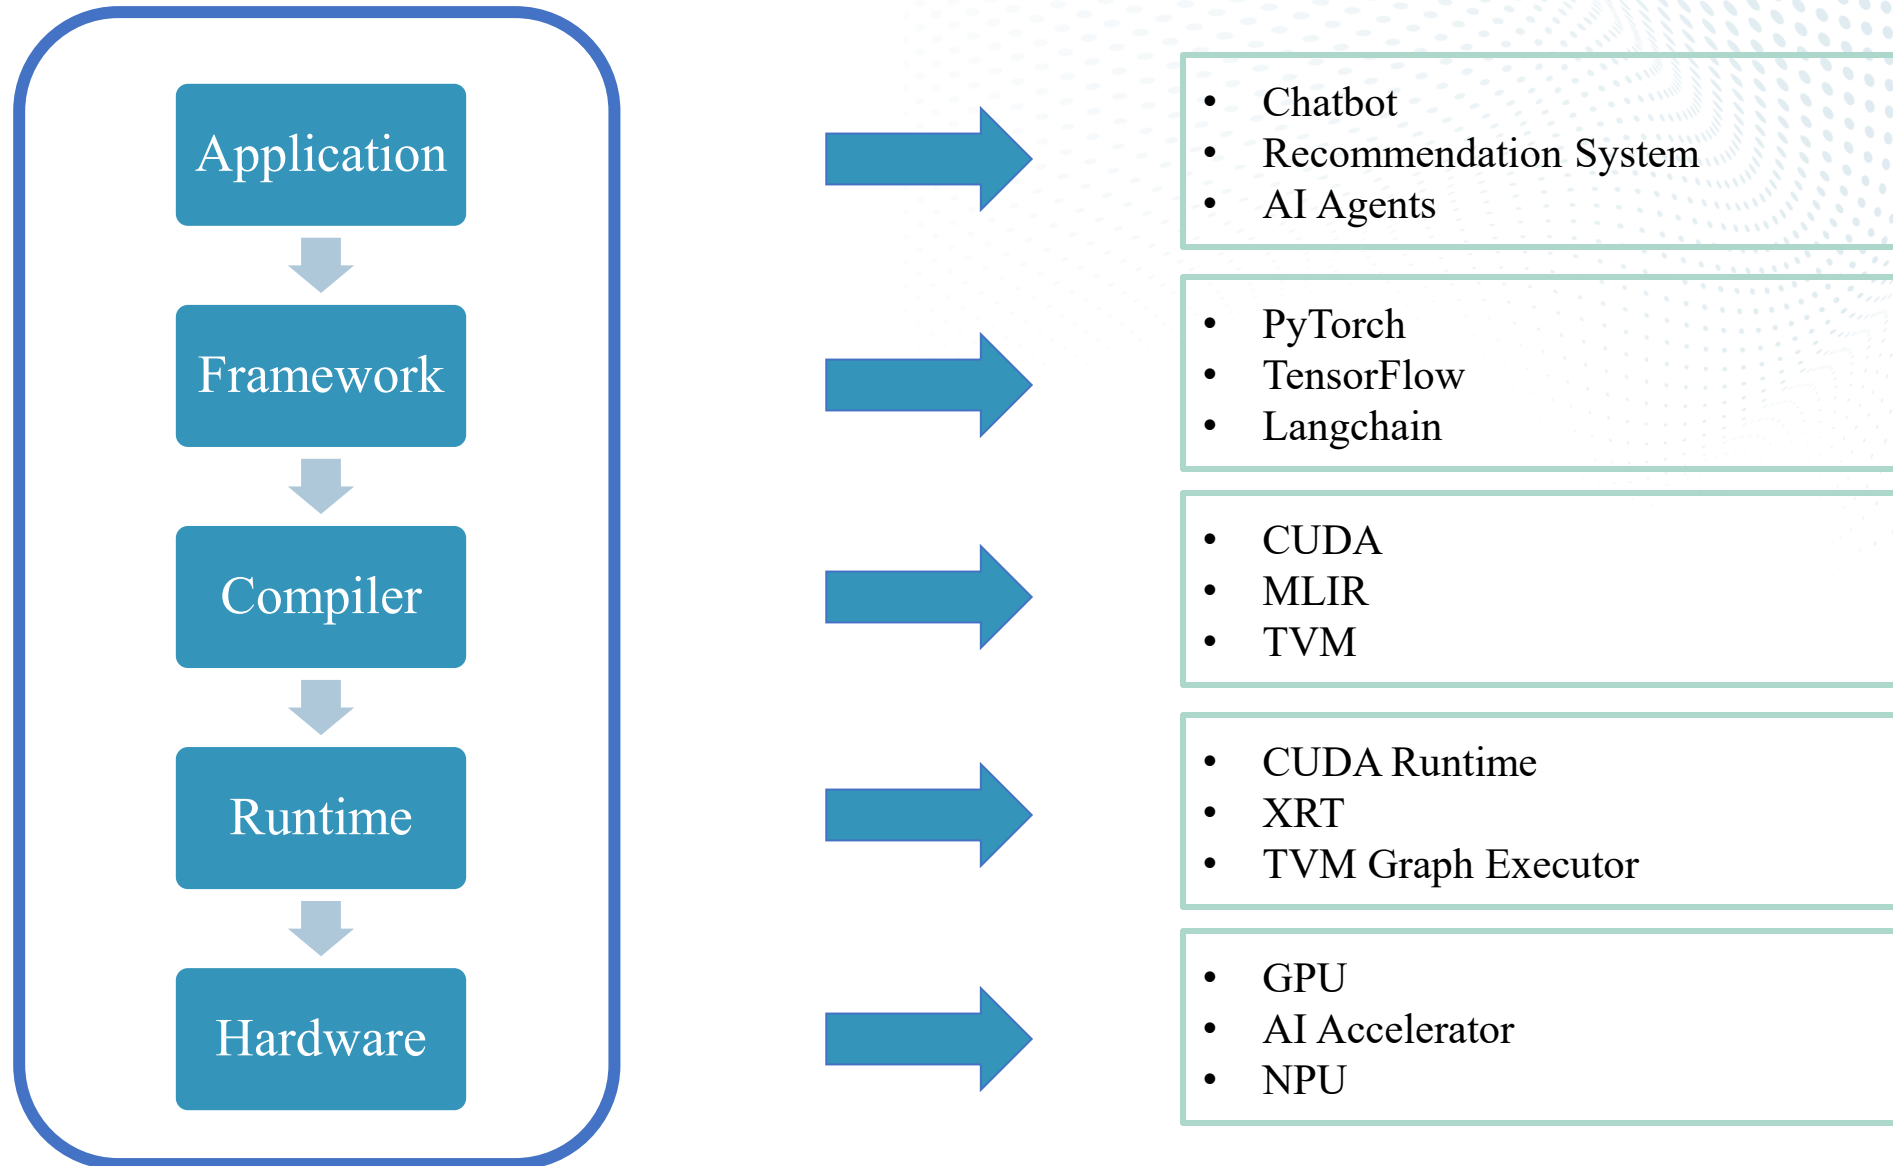 Application
• Chatbot
• Recommendation System
• AI Agents
Framework
• PyTorch
• TensorFlow
• Langchain
Compiler
• CUDA
• MLIR
• TVM
Runtime
• CUDA Runtime
• XRT
• TVM Graph Executor
Hardware
• GPU
• AI Accelerator
• NPU